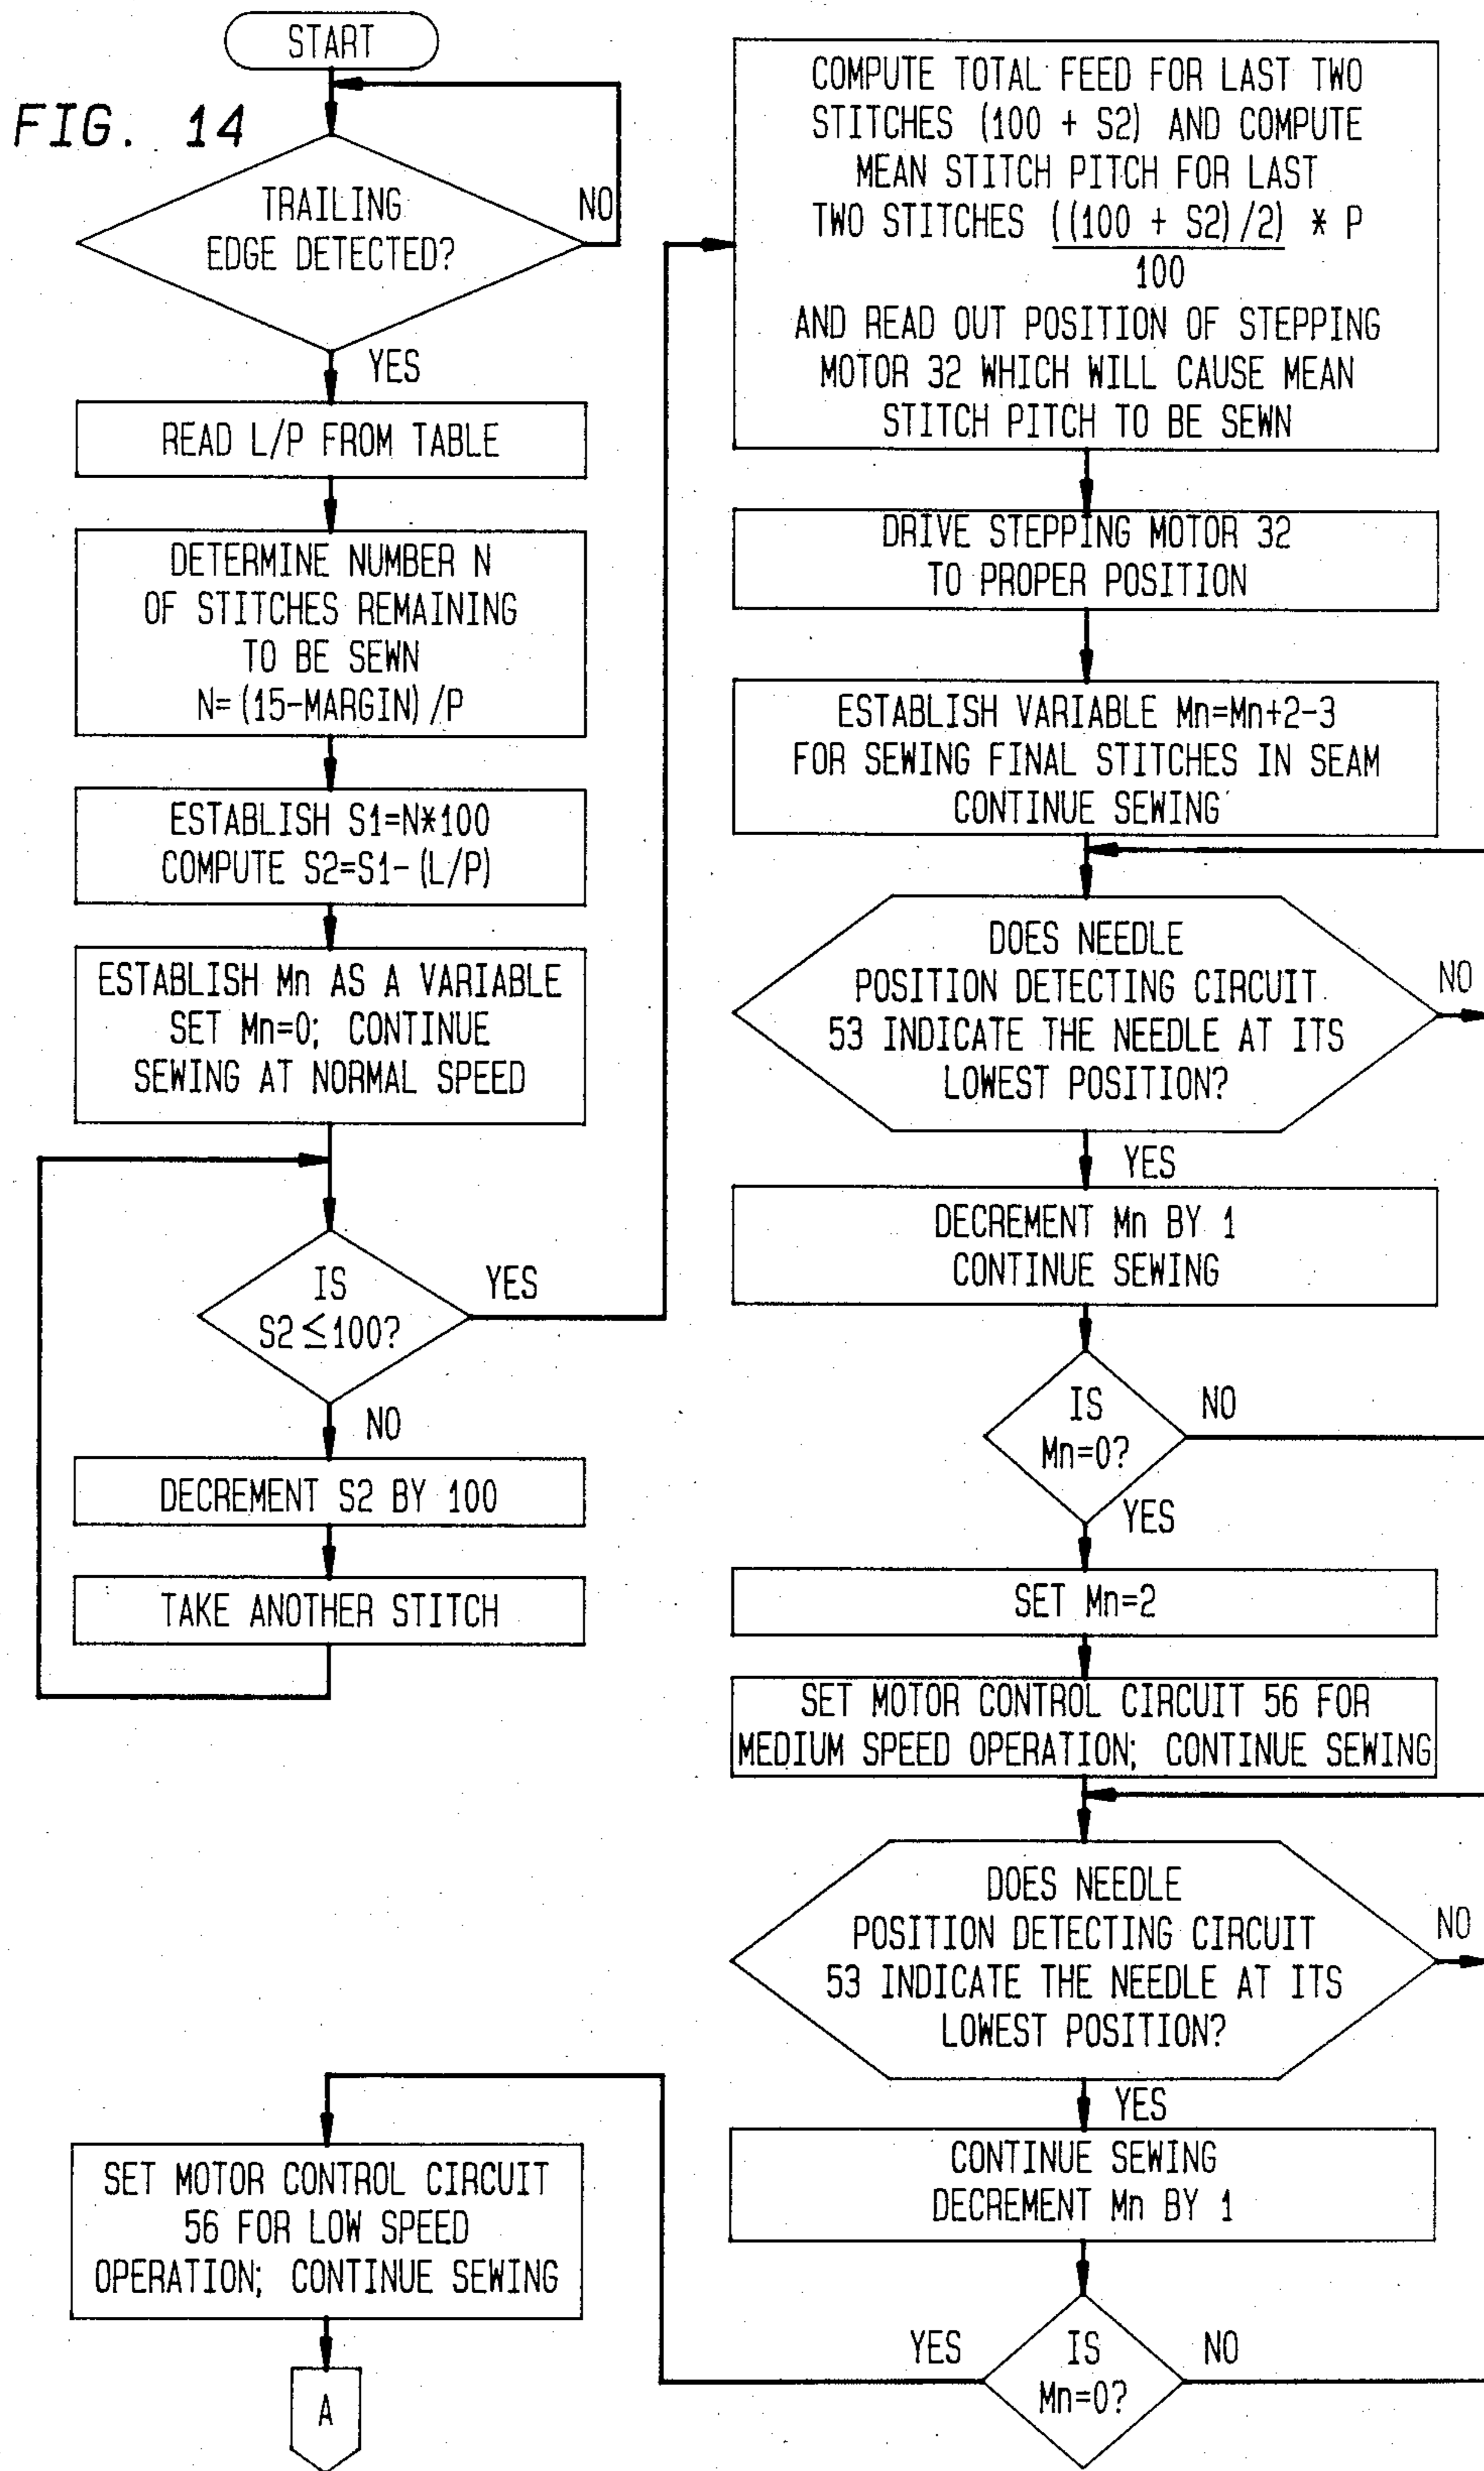 START
FIG. 14
TRAILING
EDGE DETECTED?
NO
YES
READ L/P FROM TABLE
DETERMINE NUMBER N
OF STITCHES REMAINING
TO BE SEWN
N=(15-MARGIN)/P
ESTABLISH S1=N*100
COMPUTE S2=S1-(L/P)
ESTABLISH Mn AS A VARIABLE
SET Mn=0; CONTINUE
SEWING AT NORMAL SPEED
IS
S2≤100?
YES
NO
DECREMENT S2 BY 100
TAKE ANOTHER STITCH
COMPUTE TOTAL FEED FOR LAST TWO
STITCHES (100 + S2) AND COMPUTE
MEAN STITCH PITCH FOR LAST
TWO STITCHES ((100 + S2)/2) * P
100
AND READ OUT POSITION OF STEPPING
MOTOR 32 WHICH WILL CAUSE MEAN
STITCH PITCH TO BE SEWN
DRIVE STEPPING MOTOR 32
TO PROPER POSITION
ESTABLISH VARIABLE Mn=Mn+2-3
FOR SEWING FINAL STITCHES IN SEAM
CONTINUE SEWING
DOES NEEDLE
POSITION DETECTING CIRCUIT
53 INDICATE THE NEEDLE AT ITS
LOWEST POSITION?
NO
YES
DECREMENT Mn BY 1
CONTINUE SEWING
IS
Mn=0?
NO
YES
SET Mn=2
SET MOTOR CONTROL CIRCUIT 56 FOR
MEDIUM SPEED OPERATION; CONTINUE SEWING
DOES NEEDLE
POSITION DETECTING CIRCUIT
53 INDICATE THE NEEDLE AT ITS
LOWEST POSITION?
NO
YES
CONTINUE SEWING
DECREMENT Mn BY 1
IS
Mn=0?
YES
NO
SET MOTOR CONTROL CIRCUIT
56 FOR LOW SPEED
OPERATION; CONTINUE SEWING
A